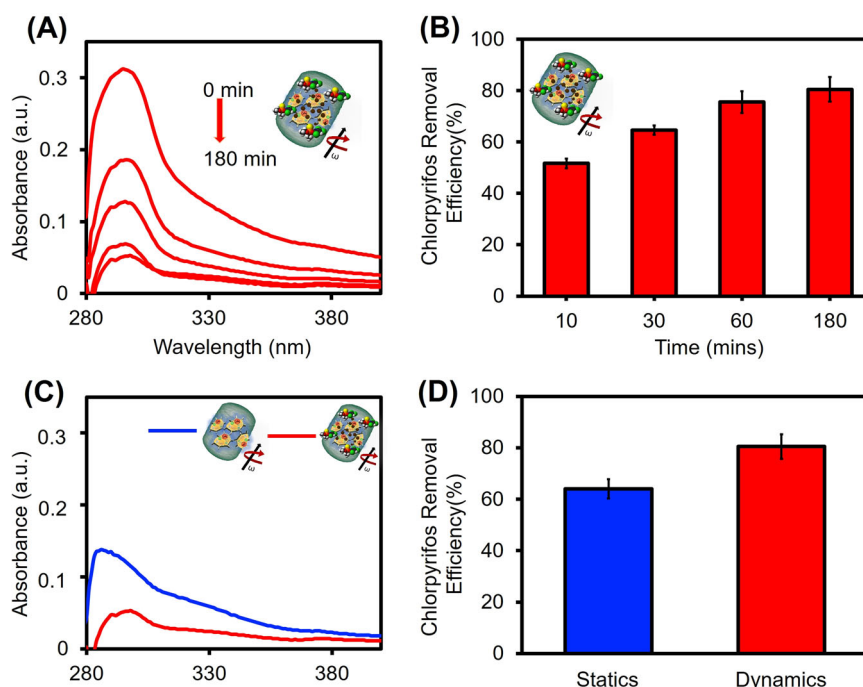 (A)
0.3
0.2
0.1
0
Absorbance (a.u.)
0 min
180 min
ω
280
330
380
Wavelength (nm)
(B)
100
80
60
40
20
0
Chlorpyrifos Removal
Efficiency(%)
ω
10
30
60
180
Time (mins)
(C)
0.3
0.2
0.1
0
Absorbance (a.u.)
ω
ω
280
330
380
(D)
100
80
60
40
20
0
Chlorpyrifos Removal
Efficiency(%)
Statics
Dynamics